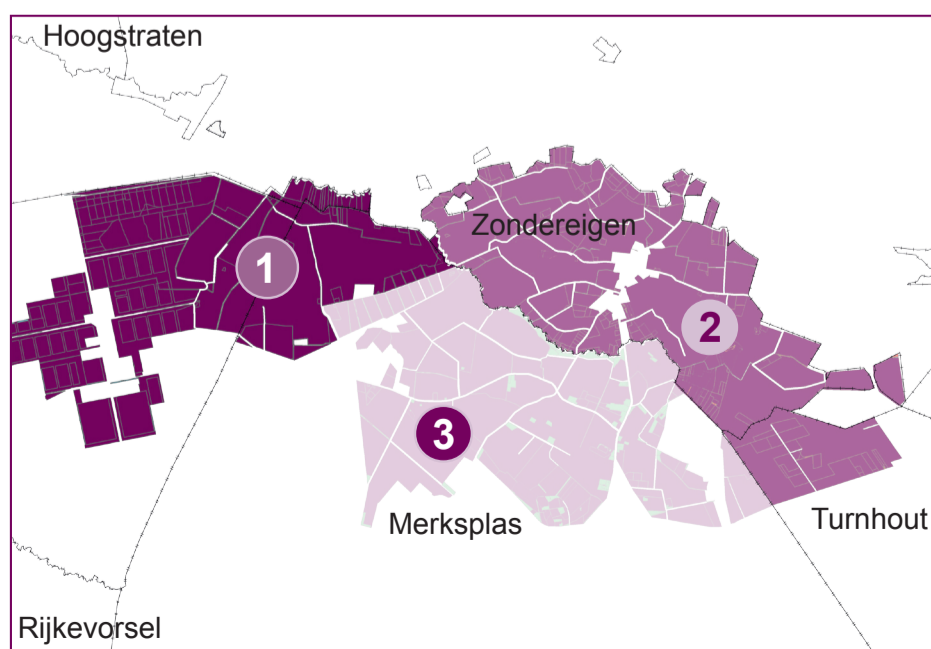 Hoogstraten
Zondereigen
1
2
3
Merksplas
Turnhout
Rijkevorsel